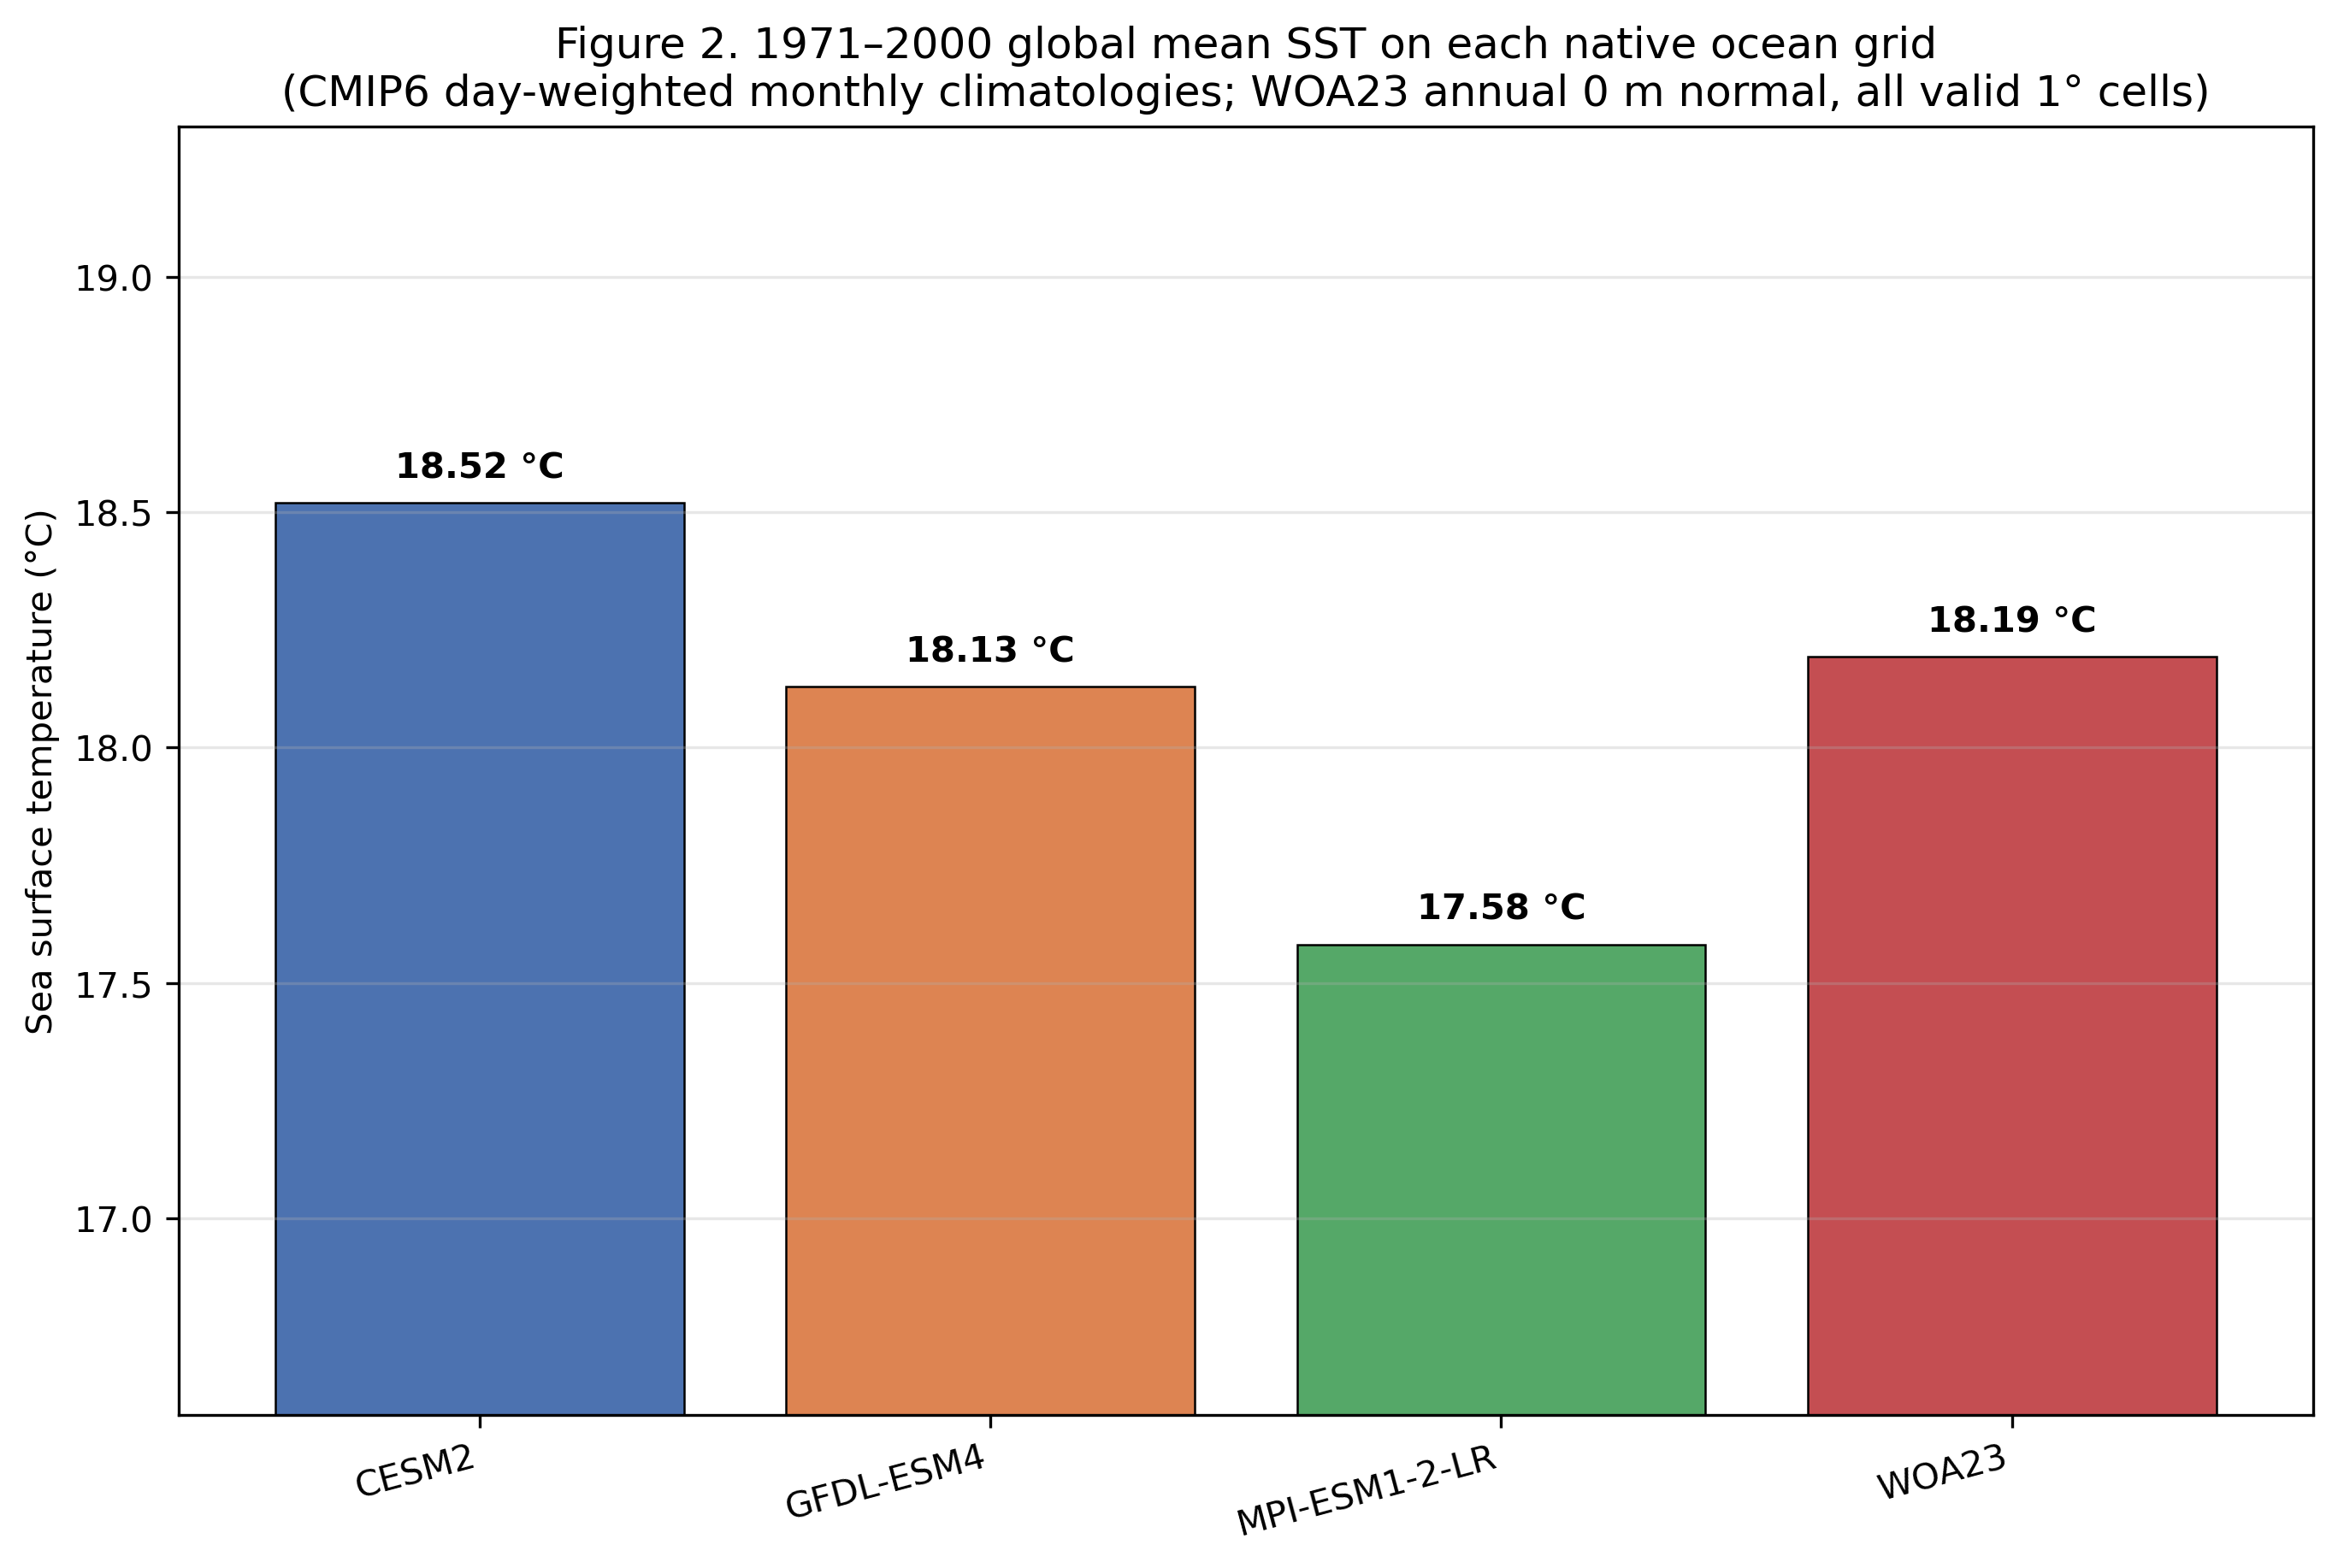 Figure 2. 1971–2000 global mean SST on each native ocean grid
(CMIP6 day-weighted monthly climatologies; WOA23 annual 0 m normal, all valid 1° cells)
Sea surface temperature (°C)
19.0
18.5
18.0
17.5
17.0
18.52 °C
18.13 °C
17.58 °C
18.19 °C
CESM2
GFDL-ESM4
MPI-ESM1-2-LR
WOA23